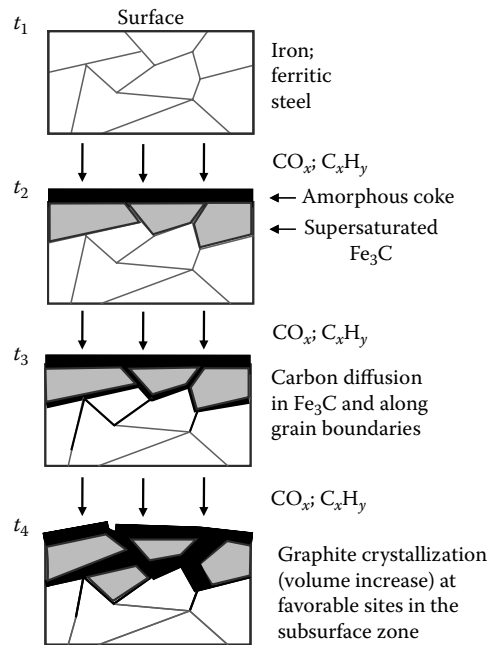 t1
Surface
Iron;
ferritic
steel
COx; CxHy
t2
Amorphous coke
Supersaturated
Fe3C
COx; CxHy
t3
Carbon diffusion
in Fe3C and along
grain boundaries
COx; CxHy
t4
Graphite crystallization
(volume increase) at
favorable sites in the
subsurface zone